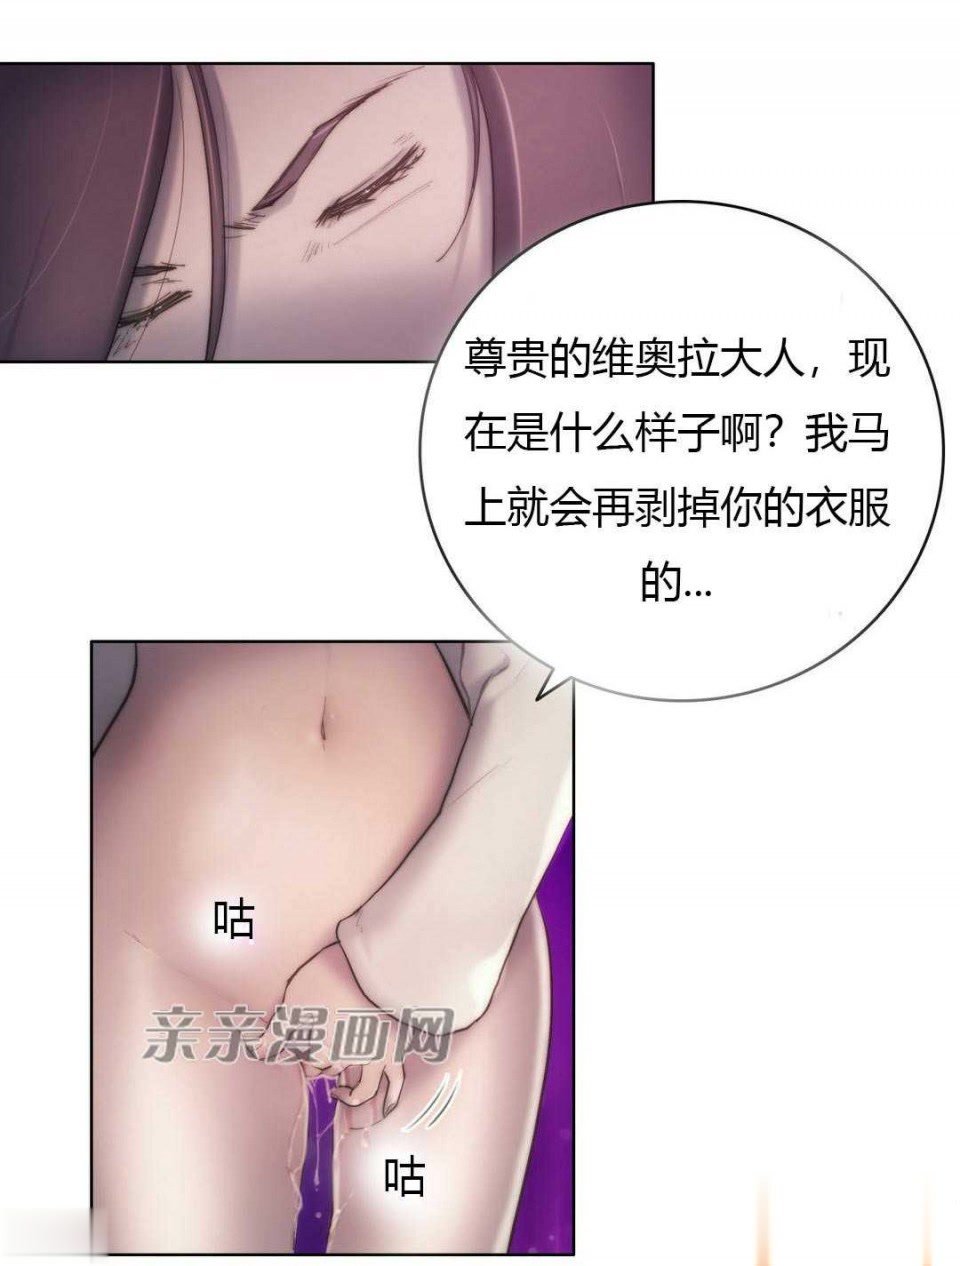 尊贵的维奥拉大人，现
在是什么样子啊？我马
上就会再剥掉你的衣服
的...
咕
亲亲漫画网
咕